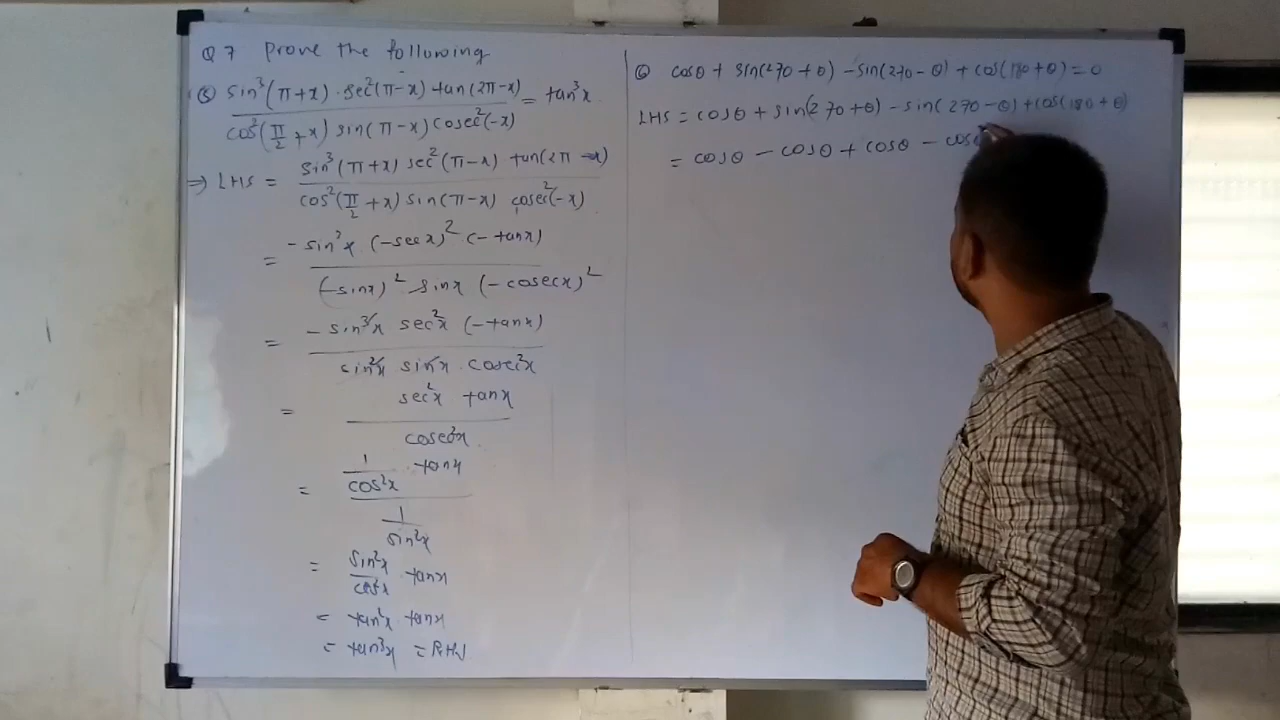 Q 7 Prove the following
(5) sin³(π+x) · sec²(π-x) tan(2π-x) / cos²(π/2 + x) sin(π-x) cosec²(-x) = tan³x
⇒ LHS = sin³(π+x) sec²(π-x) tan(2π-x) / cos²(π/2 +x) sin(π-x) cosec²(-x)
= -sin³x (-secx)² (-tanx) / (-sinx)² sinx (-cosecx)²
= -sin³x sec²x (-tanx) / sin²x sinx · cosec²x
= sec²x tanx / cosec²x
= 1/cos²x · tanx / 1/sin²x
= sin²x/cos²x · tanx
= tan²x · tanx
= tan³x = RHS
(6) cosθ + sin(270+θ) - sin(270-θ) + cos(180+θ) = 0
LHS = cosθ + sin(270+θ) - sin(270-θ) + cos(180+θ)
= cosθ - cosθ + cosθ - cosθ